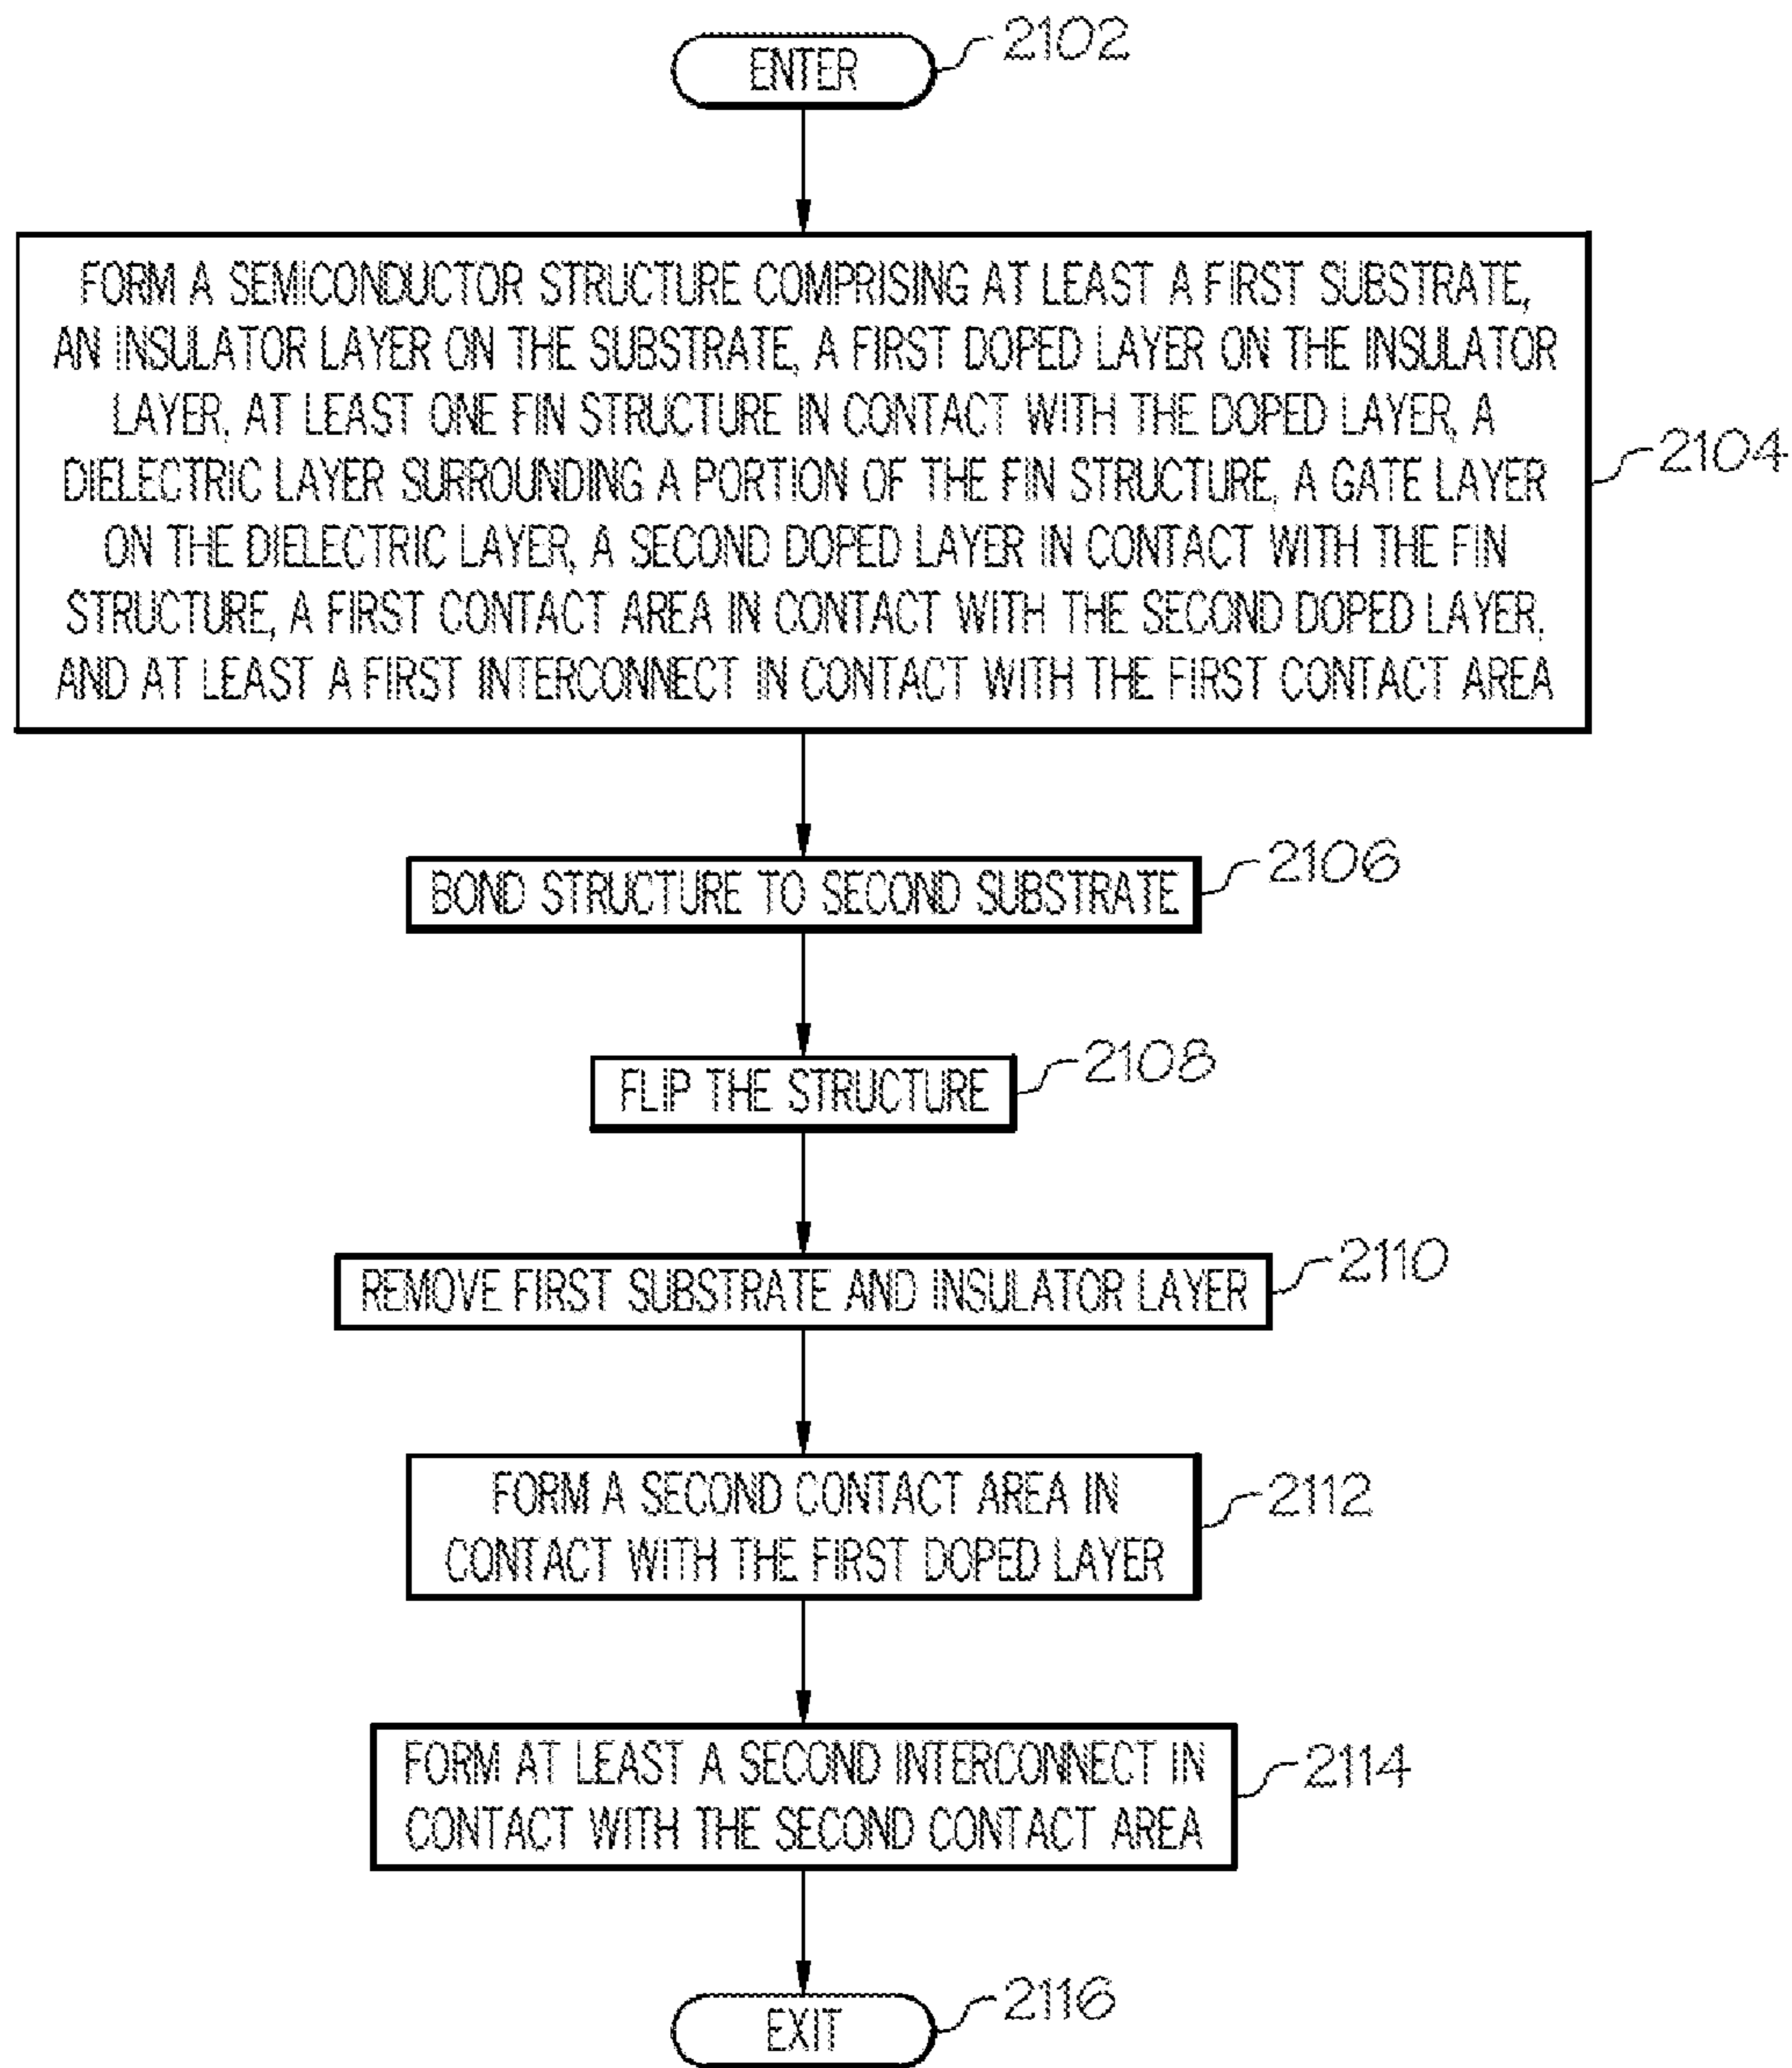 ENTER
2102
FORM A SEMICONDUCTOR STRUCTURE COMPRISING AT LEAST A FIRST SUBSTRATE,
AN INSULATOR LAYER ON THE SUBSTRATE, A FIRST DOPED LAYER ON THE INSULATOR
LAYER, AT LEAST ONE FIN STRUCTURE IN CONTACT WITH THE DOPED LAYER, A
DIELECTRIC LAYER SURROUNDING A PORTION OF THE FIN STRUCTURE, A GATE LAYER
ON THE DIELECTRIC LAYER, A SECOND DOPED LAYER IN CONTACT WITH THE FIN
STRUCTURE, A FIRST CONTACT AREA IN CONTACT WITH THE SECOND DOPED LAYER,
AND AT LEAST A FIRST INTERCONNECT IN CONTACT WITH THE FIRST CONTACT AREA
2104
BOND STRUCTURE TO SECOND SUBSTRATE
2106
FLIP THE STRUCTURE
2108
REMOVE FIRST SUBSTRATE AND INSULATOR LAYER
2110
FORM A SECOND CONTACT AREA IN
CONTACT WITH THE FIRST DOPED LAYER
2112
FORM AT LEAST A SECOND INTERCONNECT IN
CONTACT WITH THE SECOND CONTACT AREA
2114
EXIT
2116